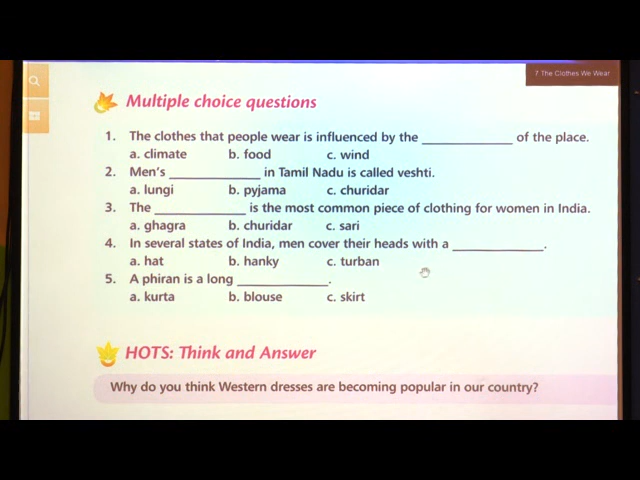 7 The Clothes We Wear
Multiple choice questions
1. The clothes that people wear is influenced by the ______________ of the place.
a. climate b. food c. wind
2. Men's ______________ in Tamil Nadu is called veshti.
a. lungi b. pyjama c. churidar
3. The ______________ is the most common piece of clothing for women in India.
a. ghagra b. churidar c. sari
4. In several states of India, men cover their heads with a ______________.
a. hat b. hanky c. turban
5. A phiran is a long ______________.
a. kurta b. blouse c. skirt
HOTS: Think and Answer
Why do you think Western dresses are becoming popular in our country?